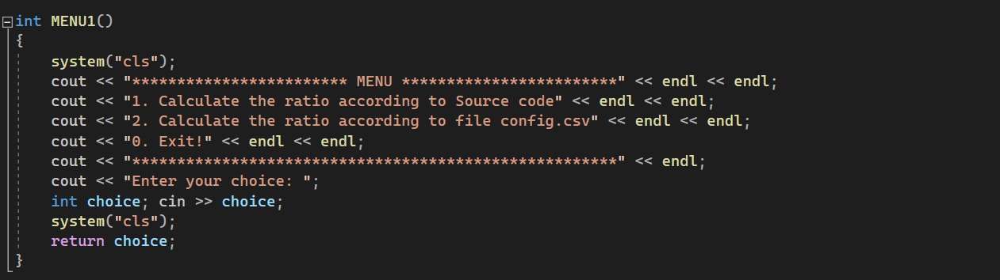 int MENU1()
{
    system("cls");
    cout << "************************ MENU ************************" << endl << endl;
    cout << "1. Calculate the ratio according to Source code" << endl << endl;
    cout << "2. Calculate the ratio according to file config.csv" << endl << endl;
    cout << "0. Exit!" << endl << endl;
    cout << "******************************************************" << endl;
    cout << "Enter your choice: ";
    int choice; cin >> choice;
    system("cls");
    return choice;
}